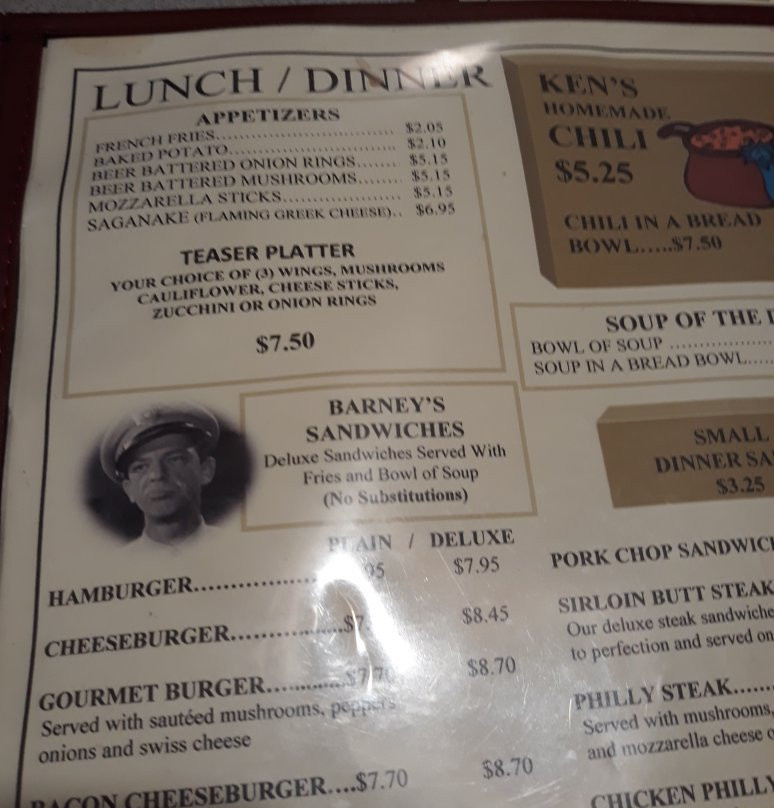 LUNCH / DINNER
APPETIZERS
FRENCH FRIES.................................. $2.05
BAKED POTATO................................ $2.10
BEER BATTERED ONION RINGS....... $5.15
BEER BATTERED MUSHROOMS........ $5.15
MOZZARELLA STICKS...................... $5.15
SAGANAKE (FLAMING GREEK CHEESE).. $6.95
TEASER PLATTER
YOUR CHOICE OF (3) WINGS, MUSHROOMS
CAULIFLOWER, CHEESE STICKS,
ZUCCHINI OR ONION RINGS
$7.50
KEN'S
HOMEMADE
CHILI
$5.25
CHILI IN A BREAD
BOWL.....$7.50
SOUP OF THE
BOWL OF SOUP ...................
SOUP IN A BREAD BOWL.....
SMALL
DINNER
$3.25
BARNEY'S
SANDWICHES
Deluxe Sandwiches Served With
Fries and Bowl of Soup
(No Substitutions)
PLAIN / DELUXE
HAMBURGER.................. $7.95
CHEESEBURGER................ $8.45
GOURMET BURGER.............$7.70 $8.70
Served with sautéed mushrooms, peppers
onions and swiss cheese
BACON CHEESEBURGER....$7.70 $8.70
PORK CHOP
SIRLOIN BUTT STEAK
Our deluxe steak
to perfection and served on
PHILLY STEAK......
Served with mushrooms,
and mozzarella cheese
CHICKEN PHILLY